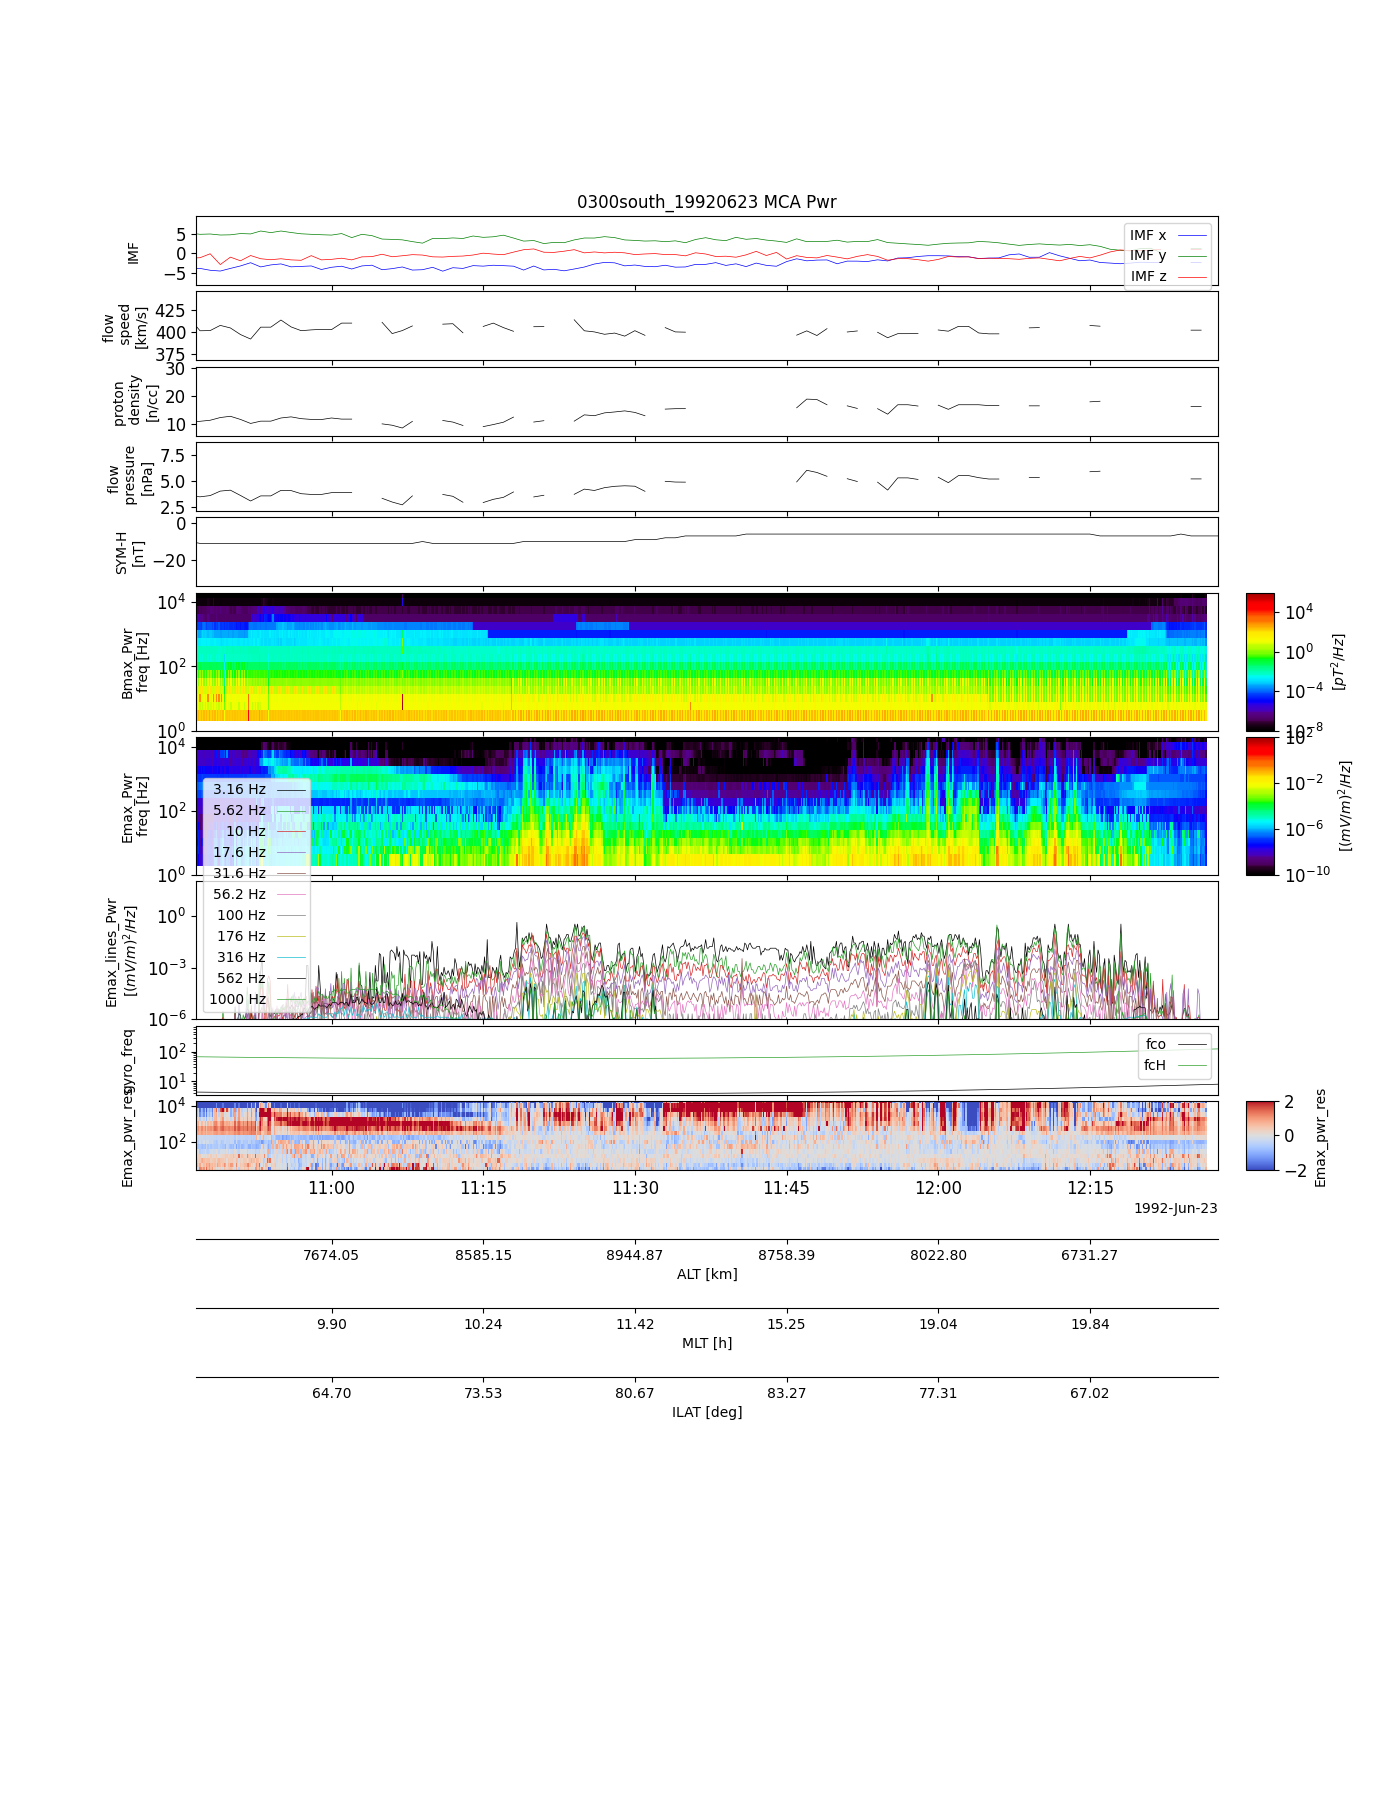 0300south_19920623 MCA Pwr
IMF
5
0
−5
IMF x
IMF y
IMF z
flow
speed
[km/s]
425
400
375
proton
density
[n/cc]
30
20
10
flow
pressure
[nPa]
7.5
5.0
2.5
SYM-H
[nT]
0
−20
Bmax_Pwr
freq [Hz]
10^4
10^2
10^0
10^4
10^0
10^−4
10^−8
[pT^2/Hz]
Emax_Pwr
freq [Hz]
10^4
10^2
10^0
10^2
10^−2
10^−6
10^−10
[(mV/m)^2/Hz]
3.16 Hz
5.62 Hz
10 Hz
17.6 Hz
31.6 Hz
56.2 Hz
100 Hz
176 Hz
316 Hz
562 Hz
1000 Hz
Emax_lines_Pwr
[(mV/m)^2/Hz]
10^0
10^−3
10^−6
gyro_freq
10^2
10^1
fco
fcH
Emax_pwr_res
10^4
10^2
2
0
−2
Emax_pwr_res
11:00 11:15 11:30 11:45 12:00 12:15
1992-Jun-23
7674.05 8585.15 8944.87 8758.39 8022.80 6731.27
ALT [km]
9.90 10.24 11.42 15.25 19.04 19.84
MLT [h]
64.70 73.53 80.67 83.27 77.31 67.02
ILAT [deg]